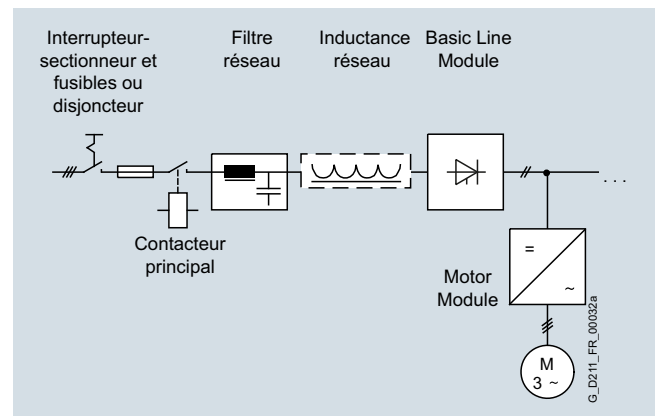 Interrupteur-
sectionneur et
fusibles ou
disjoncteur
Filtre
réseau
Inductance
réseau
Basic Line
Module
. . .
Contacteur
principal
Motor
Module
=
~
M
3 ~
G_D211_FR_00032a